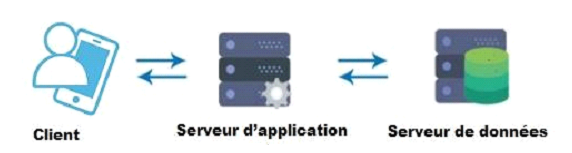 Client
Serveur d'application
Serveur de données